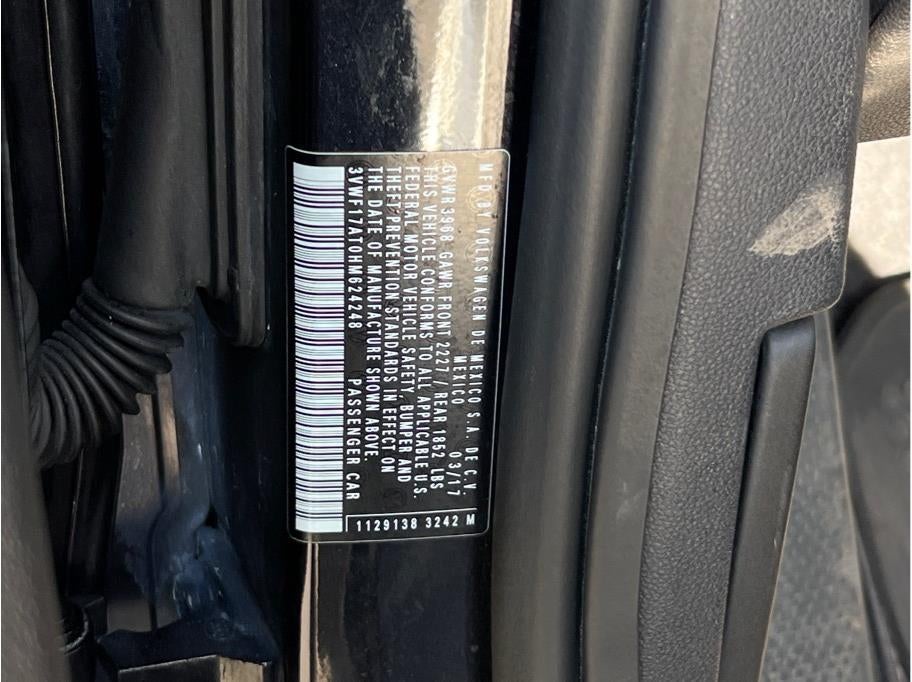 MFD. BY VOLKSWAGEN DE MEXICO S.A. DE C.V.
MEXICO 03/17
GVWR 3968 GAWR FRONT 2227 / REAR 1852 LBS
THIS VEHICLE CONFORMS TO ALL APPLICABLE U.S.
FEDERAL MOTOR VEHICLE SAFETY, BUMPER AND
THEFT PREVENTION STANDARDS IN EFFECT ON
THE DATE OF MANUFACTURE SHOWN ABOVE.
3VWF17AT0HM624248 PASSENGER CAR
1129138 3242 M